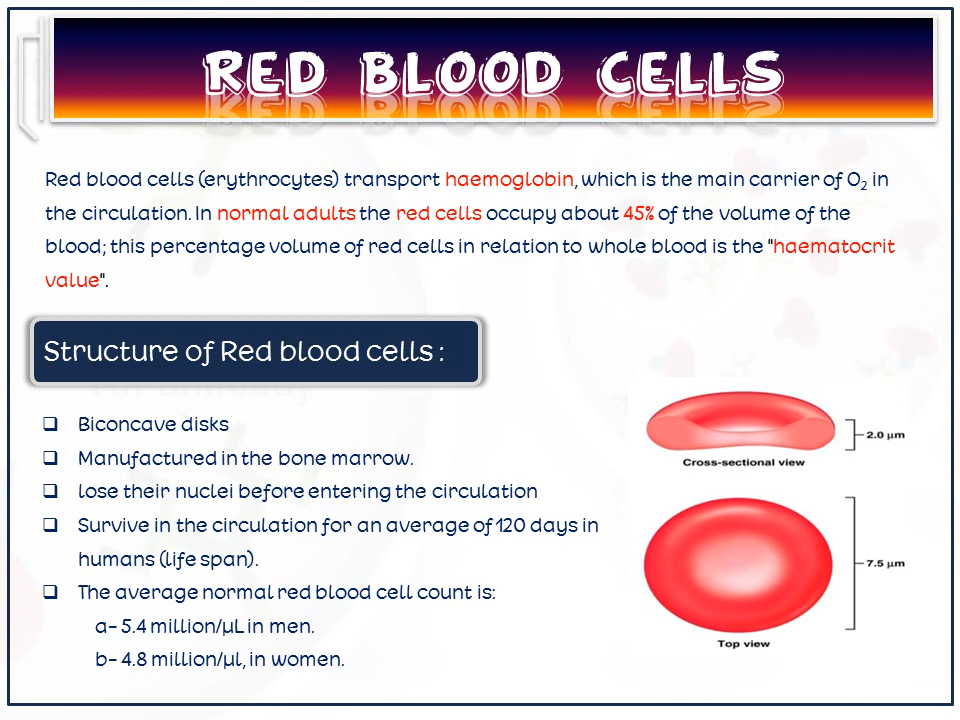 RED BLOOD CELLS
Red blood cells (erythrocytes) transport haemoglobin, which is the main carrier of O₂ in
the circulation. In normal adults the red cells occupy about 45% of the volume of the
blood; this percentage volume of red cells in relation to whole blood is the "haematocrit
value".
Structure of Red blood cells :
❑ Biconcave disks
❑ Manufactured in the bone marrow.
❑ lose their nuclei before entering the circulation
❑ Survive in the circulation for an average of 120 days in
humans (life span).
❑ The average normal red blood cell count is:
a- 5.4 million/µL in men.
b- 4.8 million/µl, in women.
2.0 µm
Cross-sectional view
7.5 µm
Top view